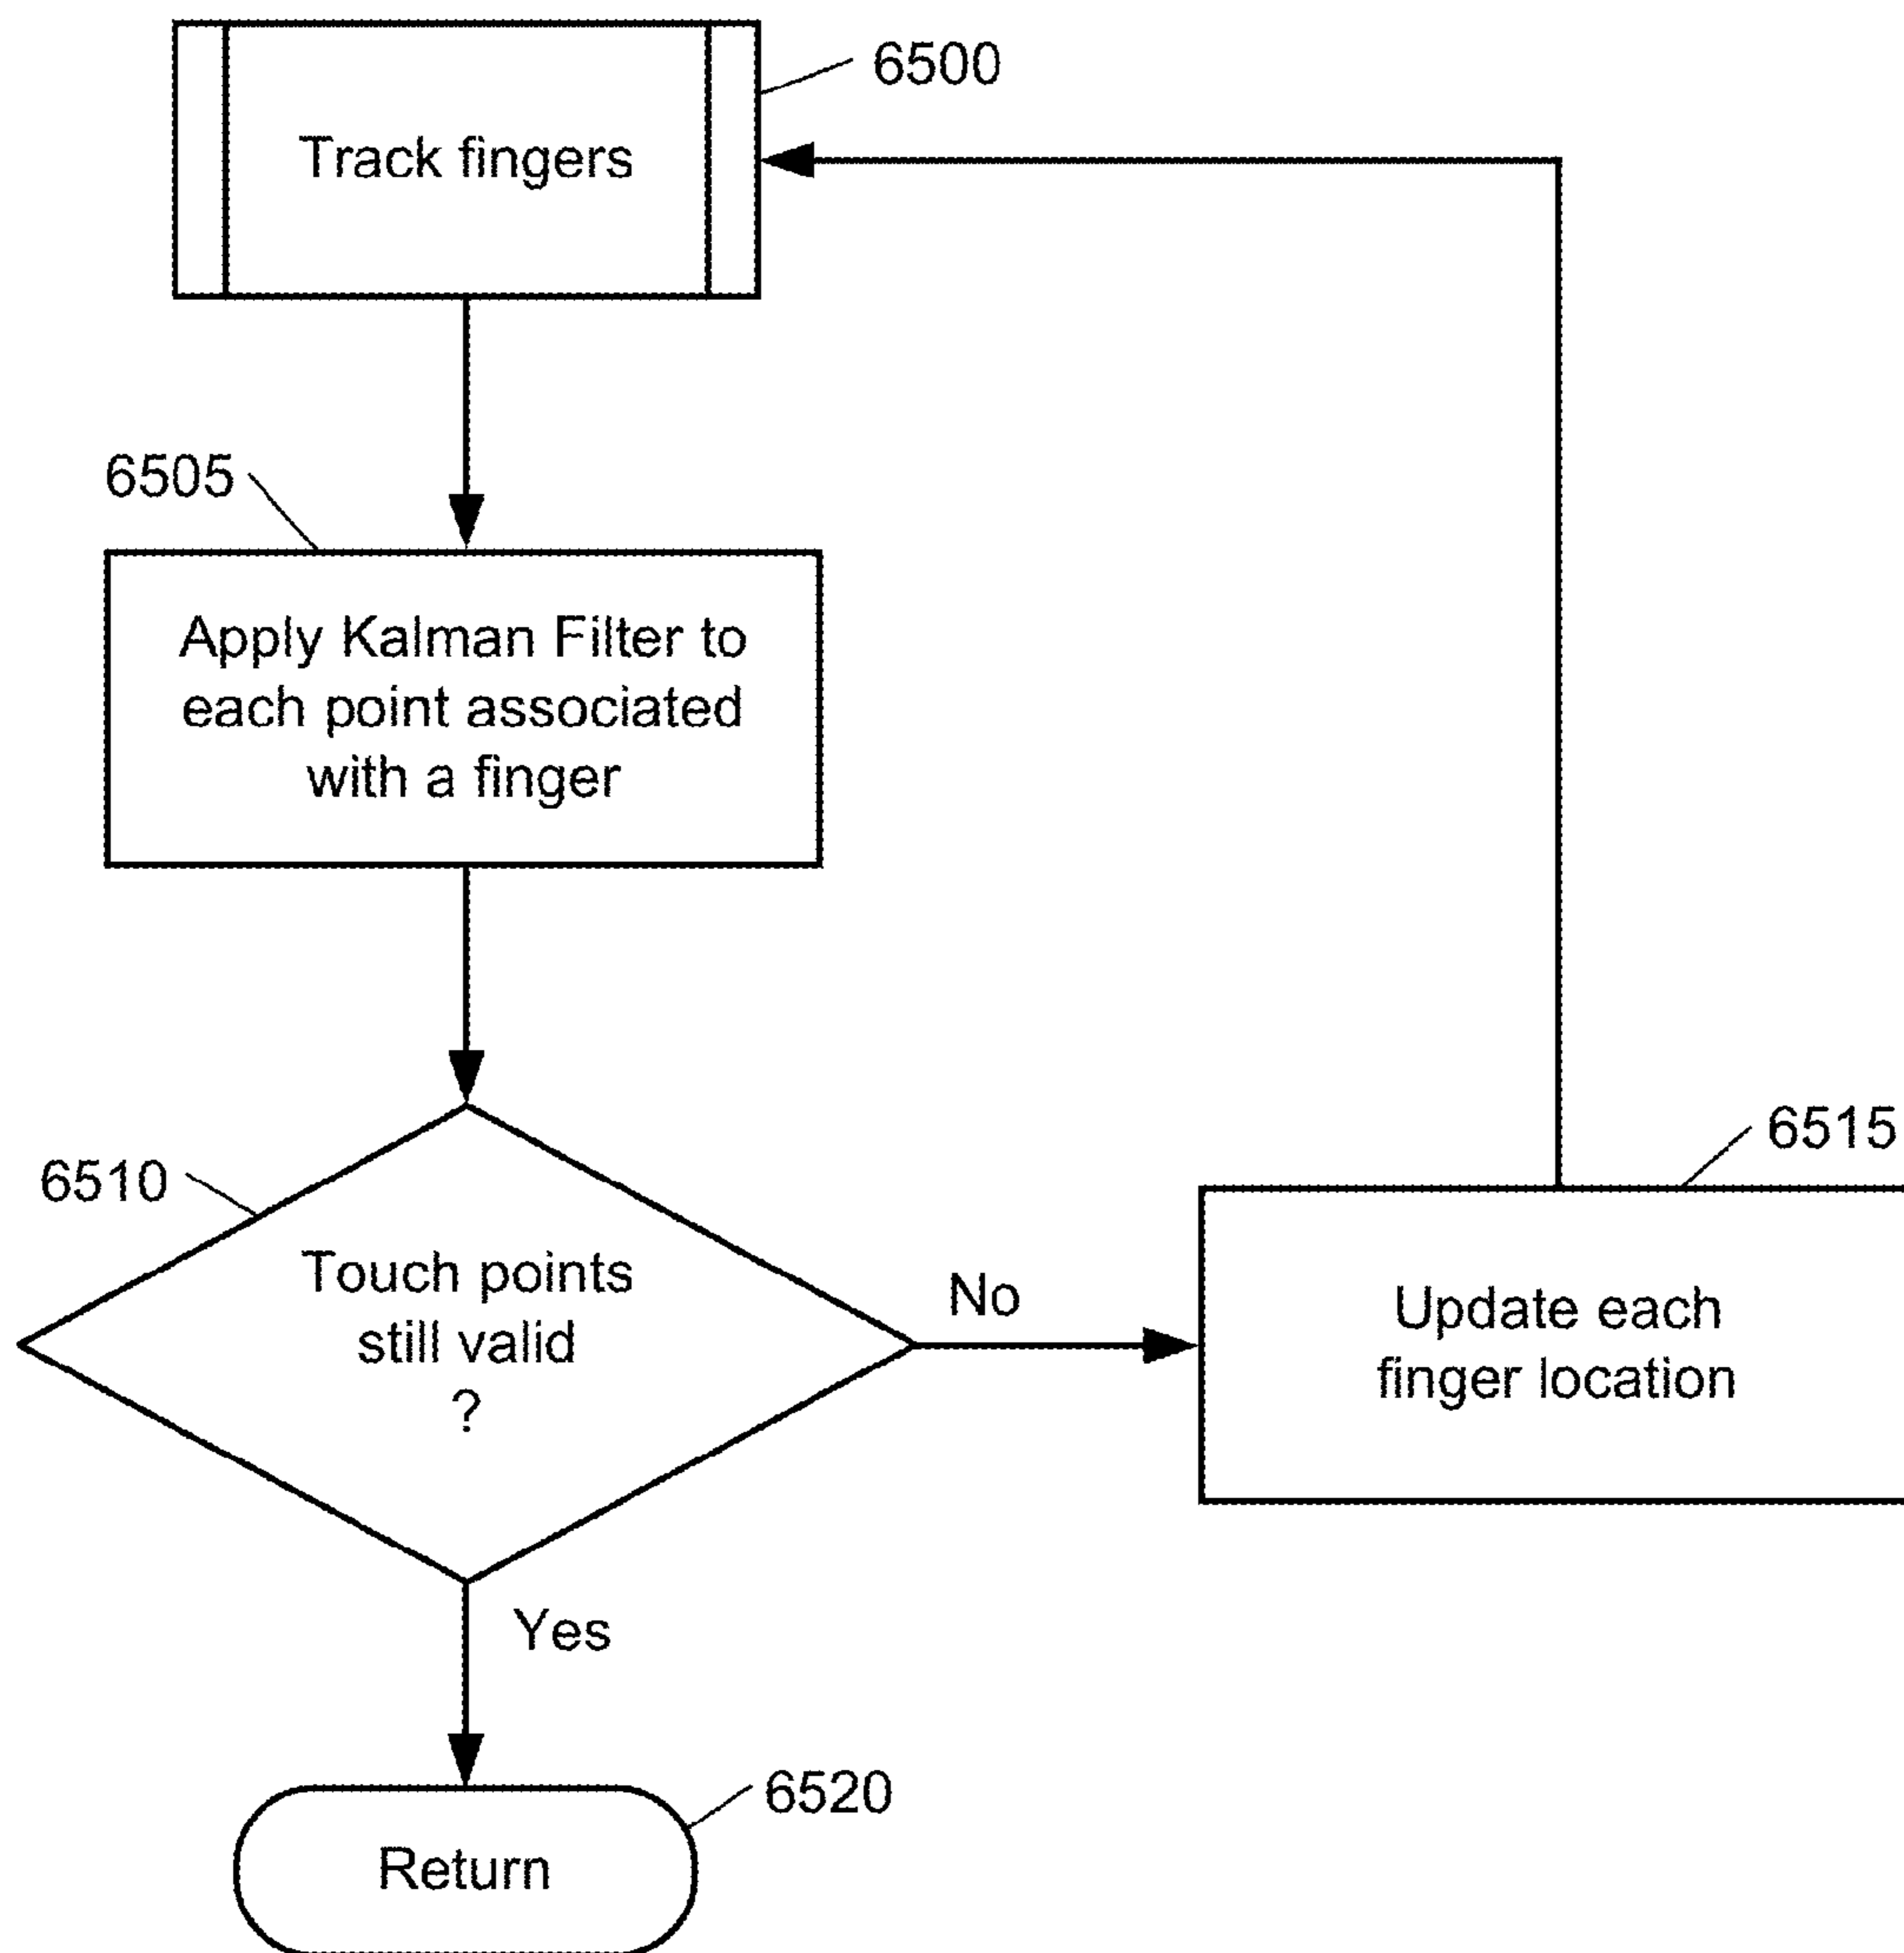 6500
Track fingers
6505
Apply Kalman Filter to
each point associated
with a finger
6510
Touch points
still valid
?
No
6515
Update each
finger location
Yes
6520
Return